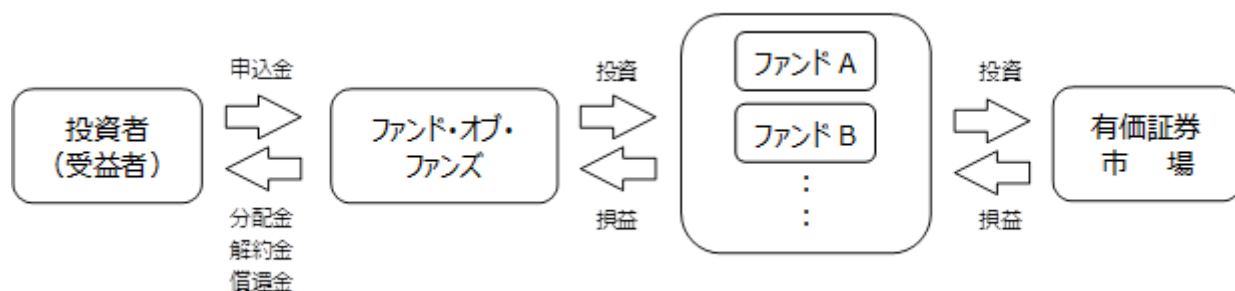 申込金
投資者
（受益者）
分配金
解約金
償還金
ファンド・オブ・
ファンズ
投資
損益
ファンド A
ファンド B
：
：
投資
損益
有価証券
市　場